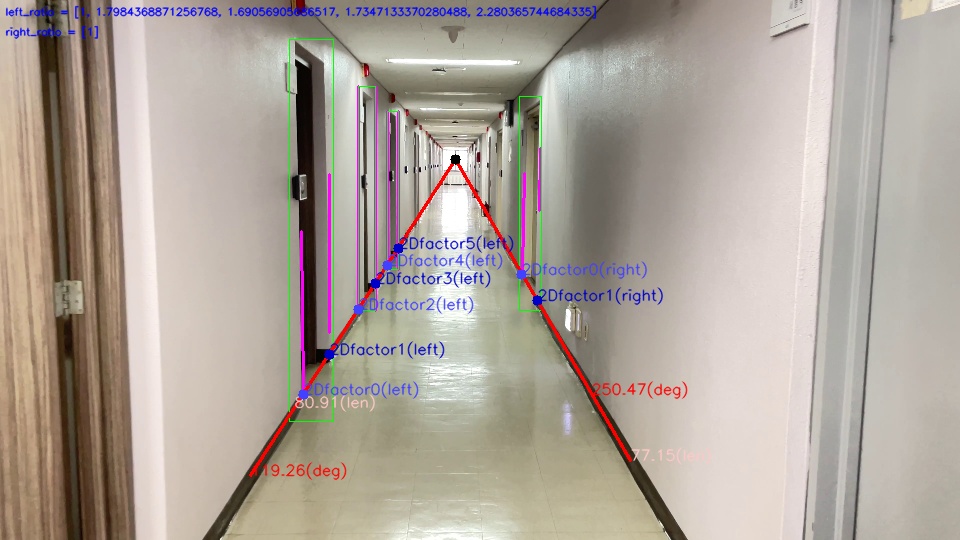 left_ratio = [1, 1.7984368871256768, 1.69056905686517, 1.7347133370280488, 2.280365744684335]
right_ratio = [1]
2Dfactor5(left)
2Dfactor4(left)
2Dfactor0(right)
2Dfactor3(left)
2Dfactor1(right)
2Dfactor2(left)
2Dfactor1(left)
2Dfactor0(left)
250.47(deg)
80.91(len)
77.15(len)
119.26(deg)